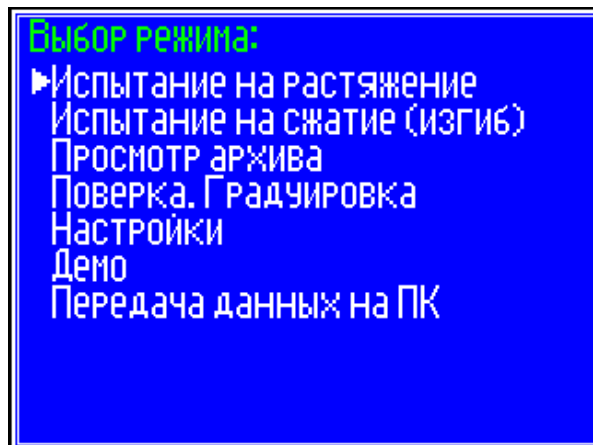 Выбор режима:
Испытание на растяжение
Испытание на сжатие (изгиб)
Просмотр архива
Поверка. Градуировка
Настройки
Демо
Передача данных на ПК